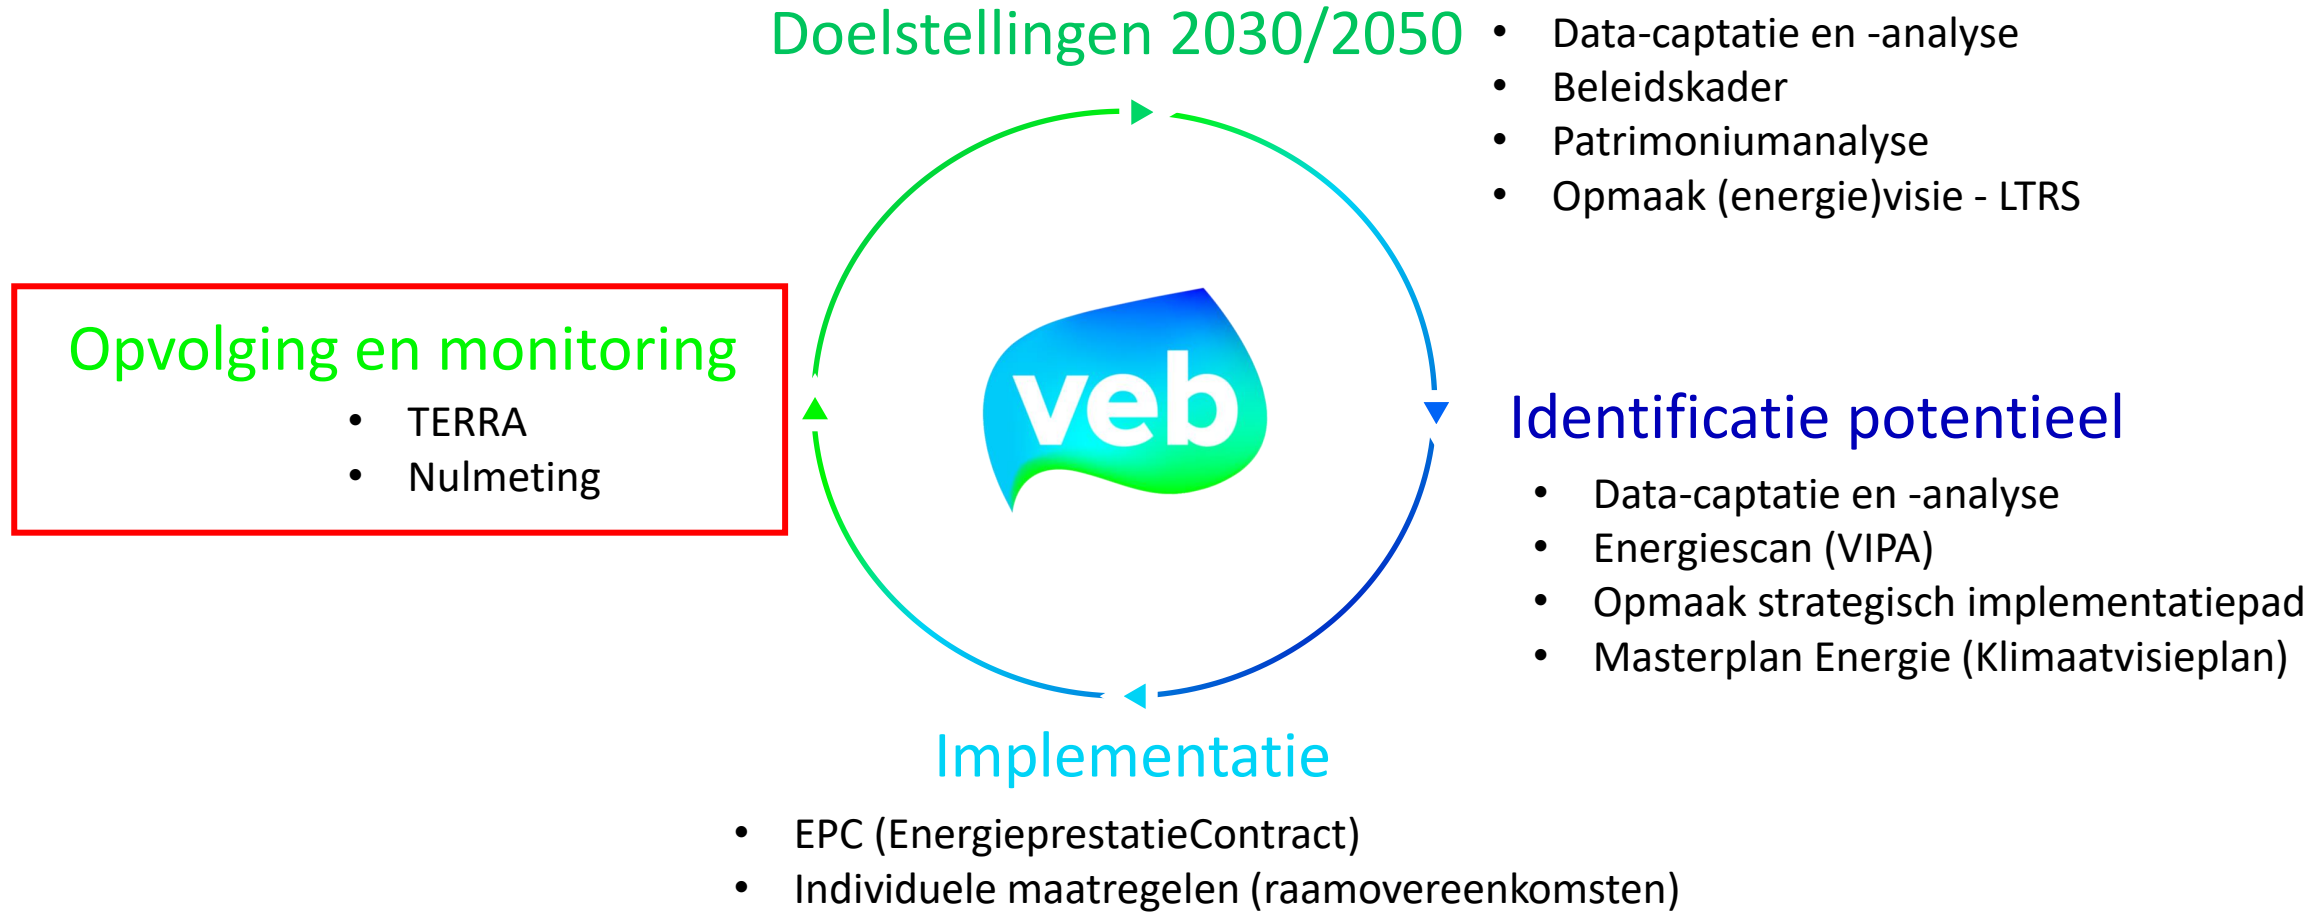 Doelstellingen 2030/2050
• Data-captatie en -analyse
• Beleidskader
• Patrimoniumanalyse
• Opmaak (energie)visie - LTRS
Opvolging en monitoring
• TERRA
• Nulmeting
veb
Identificatie potentieel
• Data-captatie en -analyse
• Energiescan (VIPA)
• Opmaak strategisch implementatiepad
• Masterplan Energie (Klimaatvisieplan)
Implementatie
• EPC (EnergieprestatieContract)
• Individuele maatregelen (raamovereenkomsten)